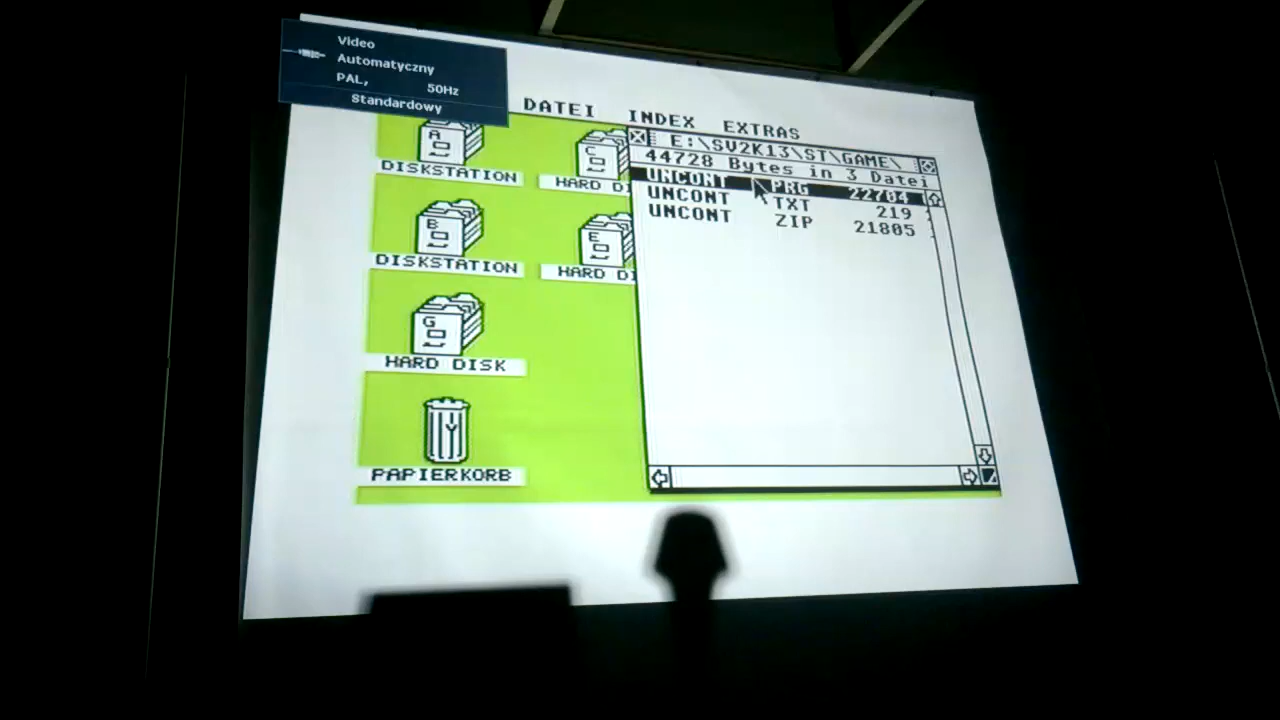 Video
Automatyczny
PAL, 50Hz
Standardowy
DATEI INDEX EXTRAS
A
DISKSTATION
C
HARD DI
B
DISKSTATION
E
HARD DI
G
HARD DISK
PAPIERKORB
E:\SV2K13\ST\GAME\
44728 Bytes in 3 Datei
UNCONT PRG 22704
UNCONT TXT 219
UNCONT ZIP 21805